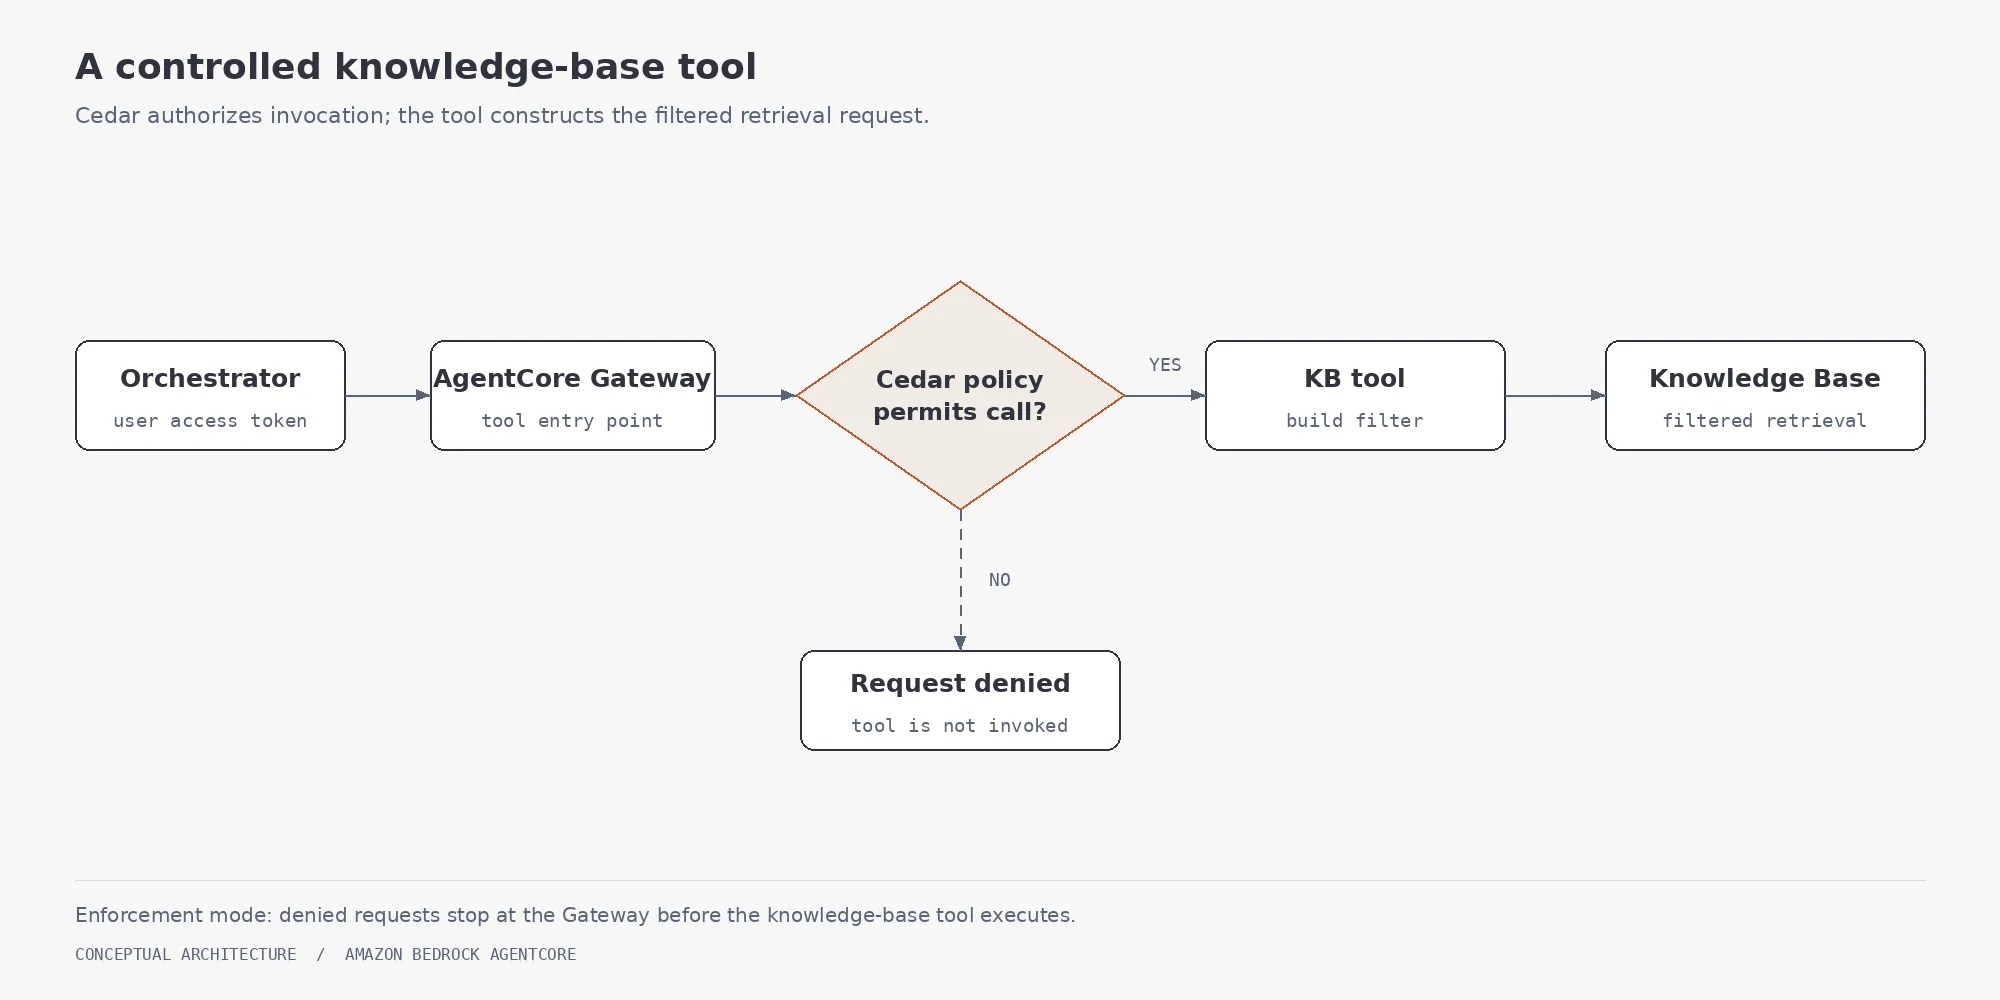 A controlled knowledge-base tool
Cedar authorizes invocation; the tool constructs the filtered retrieval request.
Orchestrator
user access token
AgentCore Gateway
tool entry point
Cedar policy
permits call?
YES
KB tool
build filter
Knowledge Base
filtered retrieval
NO
Request denied
tool is not invoked
Enforcement mode: denied requests stop at the Gateway before the knowledge-base tool executes.
CONCEPTUAL ARCHITECTURE / AMAZON BEDROCK AGENTCORE